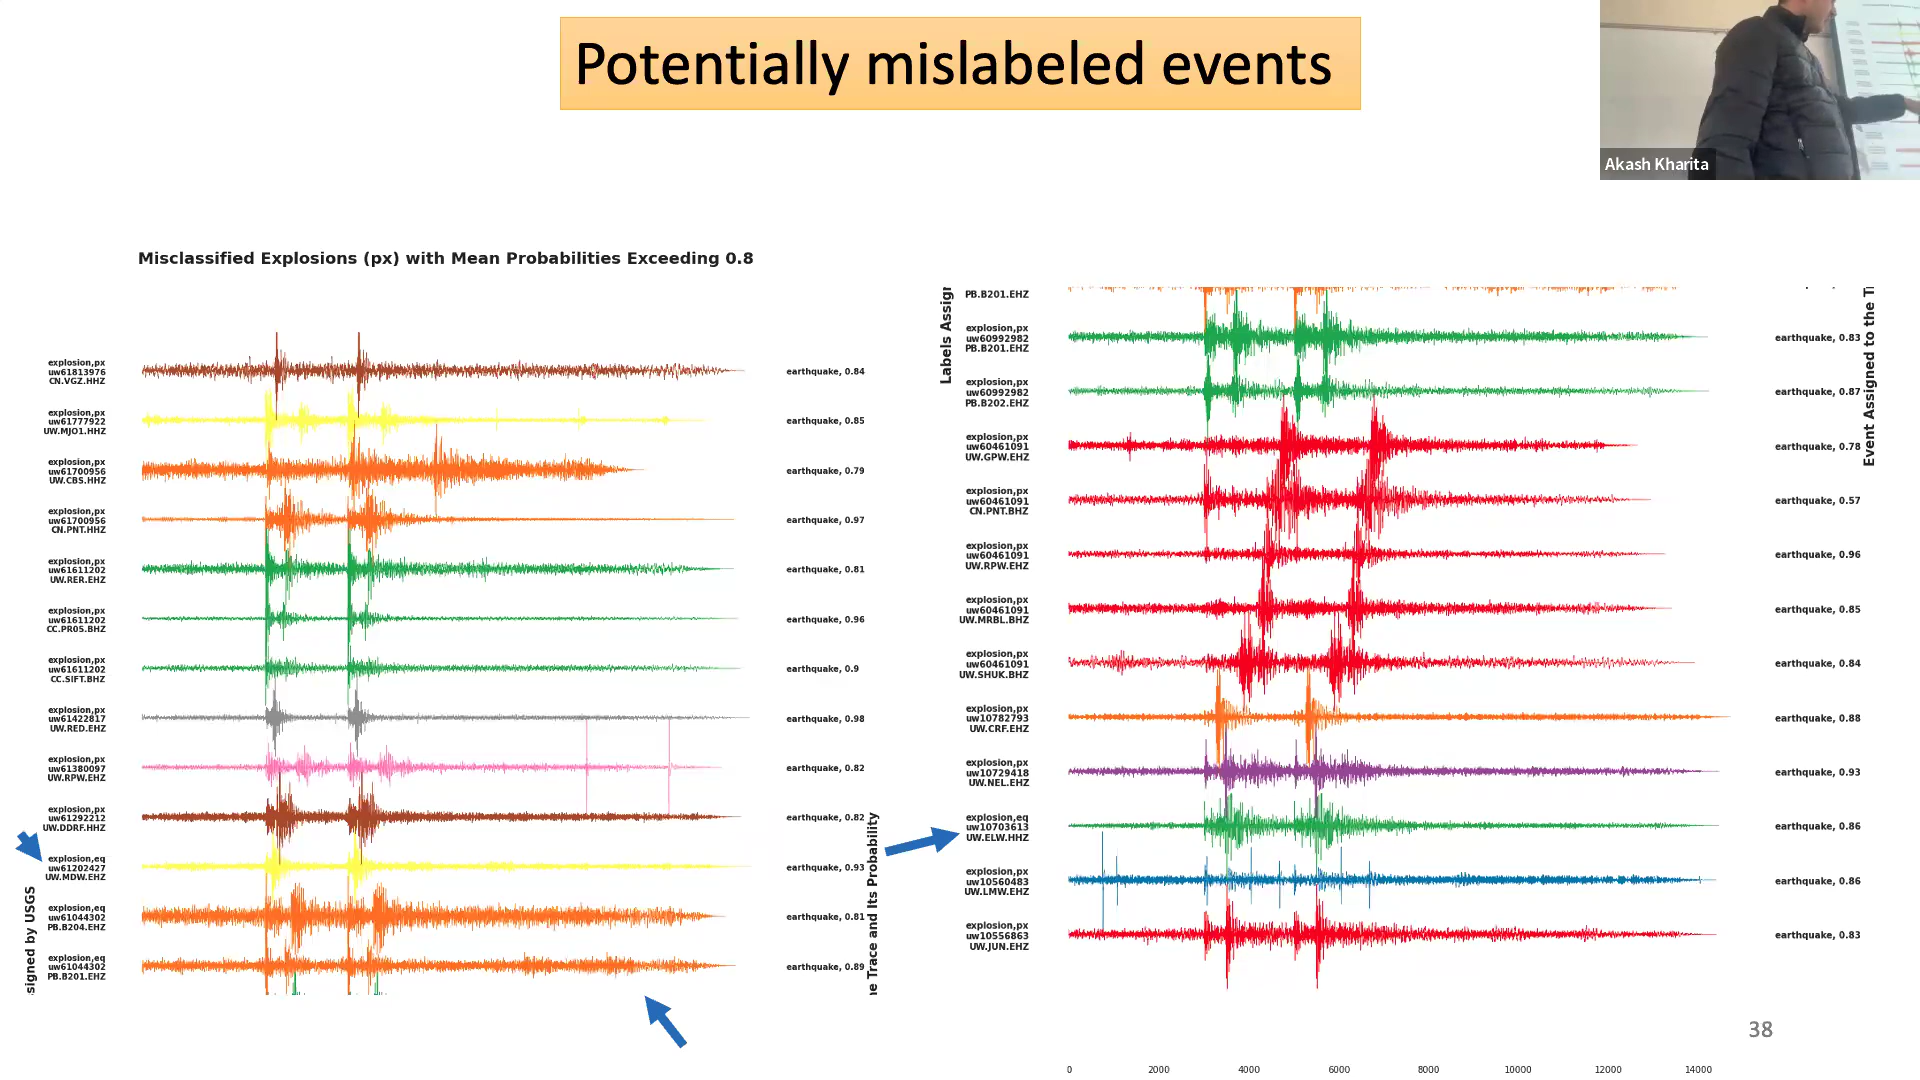 Potentially mislabeled events
Akash Kharita
Misclassified Explosions (px) with Mean Probabilities Exceeding 0.8
explosion,px
uw61813976
CN.VGZ.HHZ
earthquake, 0.84
explosion,px
uw61777922
UW.MJO1.HHZ
earthquake, 0.85
explosion,px
uw61700956
UW.CBS.HHZ
earthquake, 0.79
explosion,px
uw61700956
CN.PNT.HHZ
earthquake, 0.97
explosion,px
uw61611202
UW.RER.EHZ
earthquake, 0.81
explosion,px
uw61611202
CC.PR05.BHZ
earthquake, 0.96
explosion,px
uw61611202
CC.SIFT.BHZ
earthquake, 0.9
explosion,px
uw61422817
UW.RED.EHZ
earthquake, 0.98
explosion,px
uw61380097
UW.RPW.EHZ
earthquake, 0.82
explosion,px
uw61292212
UW.DDRF.HHZ
earthquake, 0.82
explosion,eq
uw61202427
UW.MDW.EHZ
earthquake, 0.93
explosion,eq
uw61044302
PB.B204.EHZ
earthquake, 0.81
explosion,eq
uw61044302
PB.B201.EHZ
earthquake, 0.89
signed by USGS
e Trace and Its Probability
Labels Assigr
PB.B201.EHZ
explosion,px
uw60992982
PB.B201.EHZ
earthquake, 0.83
explosion,px
uw60992982
PB.B202.EHZ
earthquake, 0.87
explosion,px
uw60461091
UW.GPW.EHZ
earthquake, 0.78
explosion,px
uw60461091
CN.PNT.BHZ
earthquake, 0.57
explosion,px
uw60461091
UW.RPW.EHZ
earthquake, 0.96
explosion,px
uw60461091
UW.MRBL.BHZ
earthquake, 0.85
explosion,px
uw60461091
UW.SHUK.BHZ
earthquake, 0.84
explosion,px
uw10782793
UW.CRF.EHZ
earthquake, 0.88
explosion,px
uw10729418
UW.NEL.EHZ
earthquake, 0.93
explosion,eq
uw10703613
UW.ELW.HHZ
earthquake, 0.86
explosion,px
uw10560483
UW.LMW.EHZ
earthquake, 0.86
explosion,px
uw10556863
UW.JUN.EHZ
earthquake, 0.83
Event Assigned to the T
38
0 2000 4000 6000 8000 10000 12000 14000